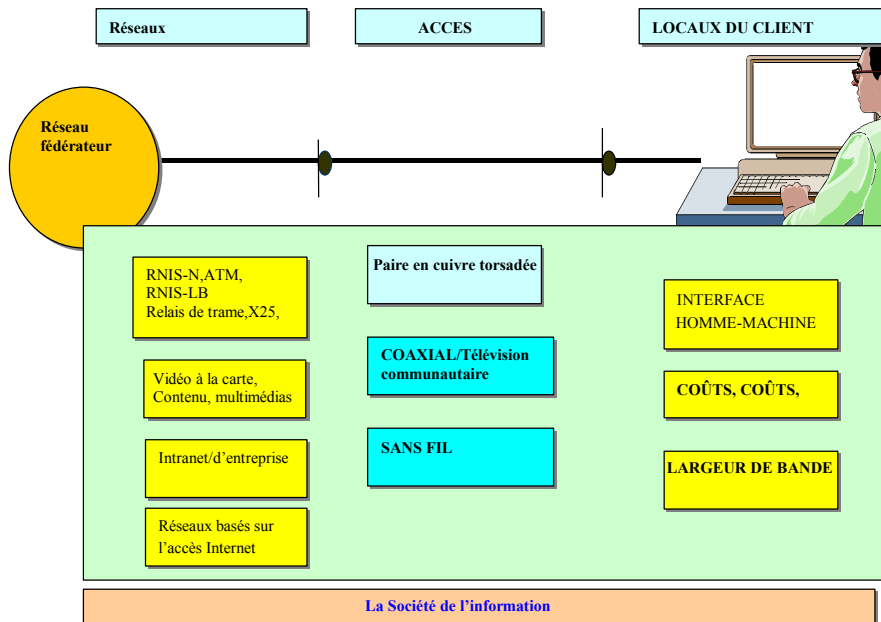 Réseaux
ACCES
LOCAUX DU CLIENT
Réseau
fédérateur
RNIS-N,ATM,
RNIS-LB
Relais de trame,X25,
Vidéo à la carte,
Contenu, multimédias
Intranet/d’entreprise
Réseaux basés sur
l’accès Internet
Paire en cuivre torsadée
COAXIAL/Télévision
communautaire
SANS FIL
INTERFACE
HOMME-MACHINE
COÛTS, COÛTS,
LARGEUR DE BANDE
La Société de l’information